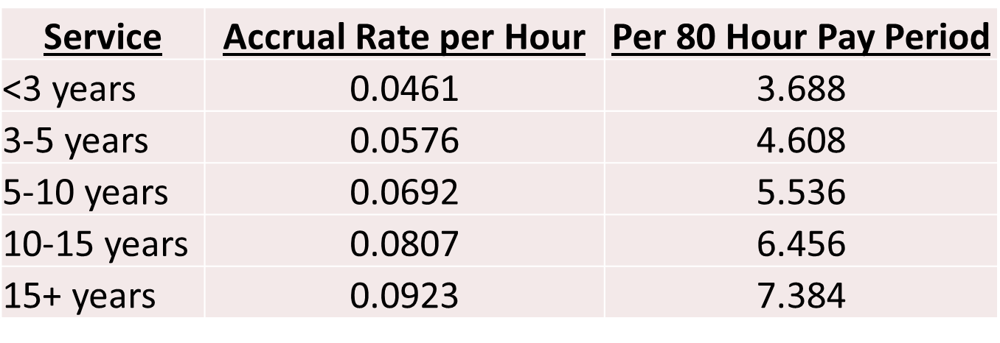 Service Accrual Rate per Hour Per 80 Hour Pay Period
<3 years 0.0461 3.688
3-5 years 0.0576 4.608
5-10 years 0.0692 5.536
10-15 years 0.0807 6.456
15+ years 0.0923 7.384